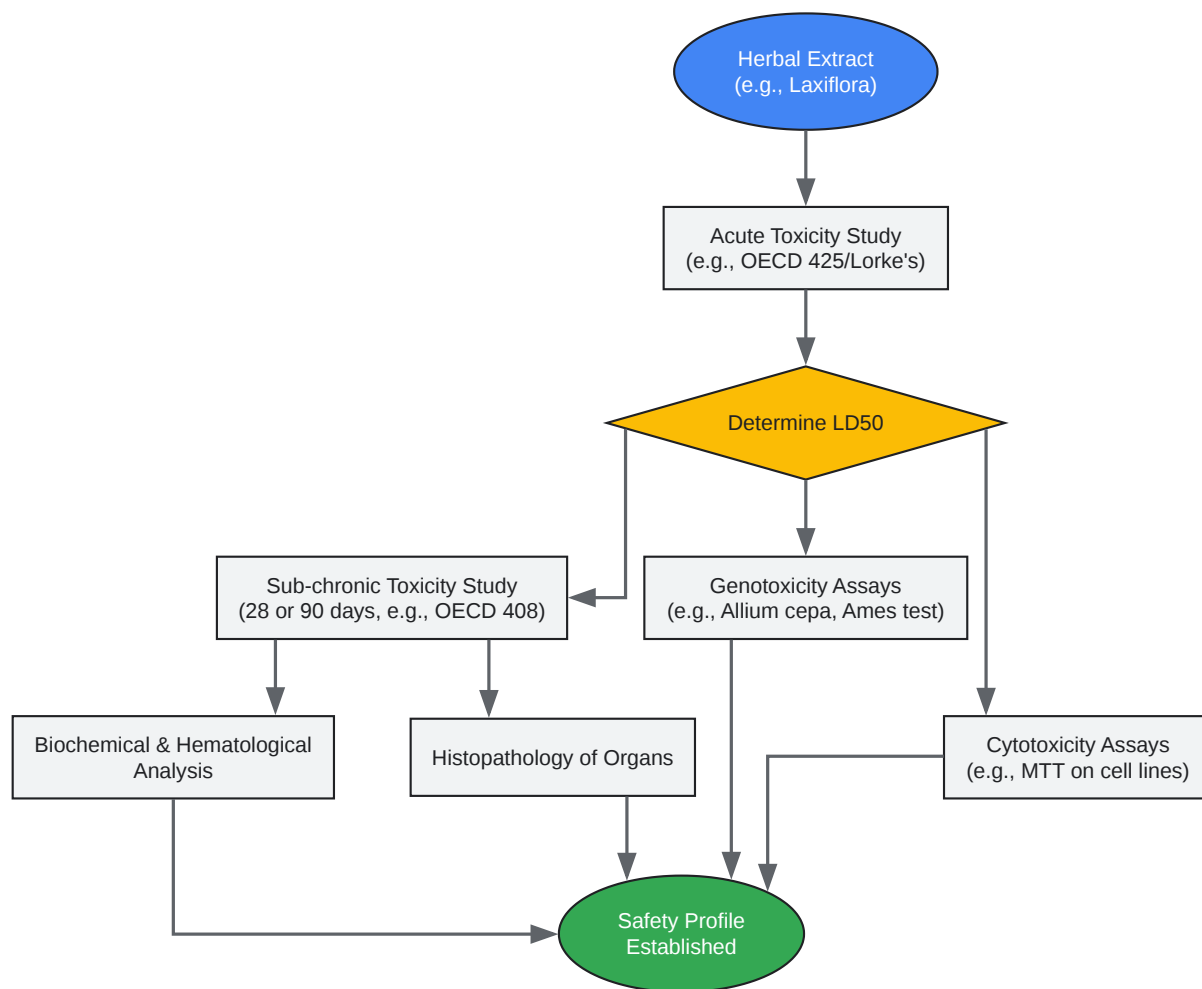 Herbal Extract
(e.g., Laxiflora)
Acute Toxicity Study
(e.g., OECD 425/Lorke's)
Determine LD50
Sub-chronic Toxicity Study
(28 or 90 days, e.g., OECD 408)
Genotoxicity Assays
(e.g., Allium cepa, Ames test)
Biochemical & Hematological
Analysis
Histopathology of Organs
Cytotoxicity Assays
(e.g., MTT on cell lines)
Safety Profile
Established